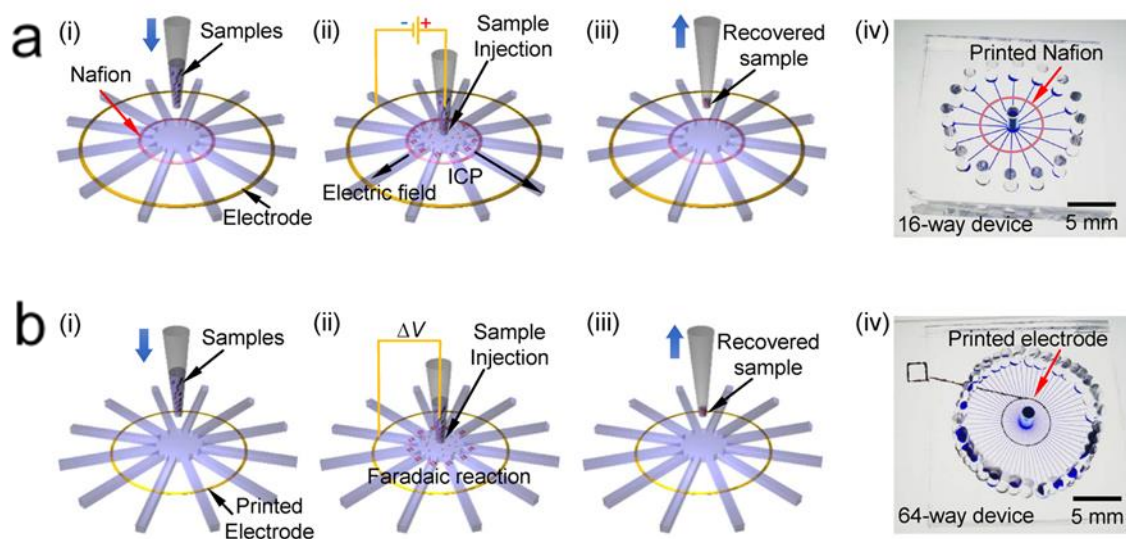 a
(i)
Samples
Nafion
Electrode
(ii)
- +
Sample
Injection
Electric field
ICP
(iii)
Recovered
sample
(iv)
Printed Nafion
16-way device
5 mm
b
(i)
Samples
Printed
Electrode
(ii)
ΔV
Sample
Injection
Faradaic reaction
(iii)
Recovered
sample
(iv)
Printed electrode
64-way device
5 mm